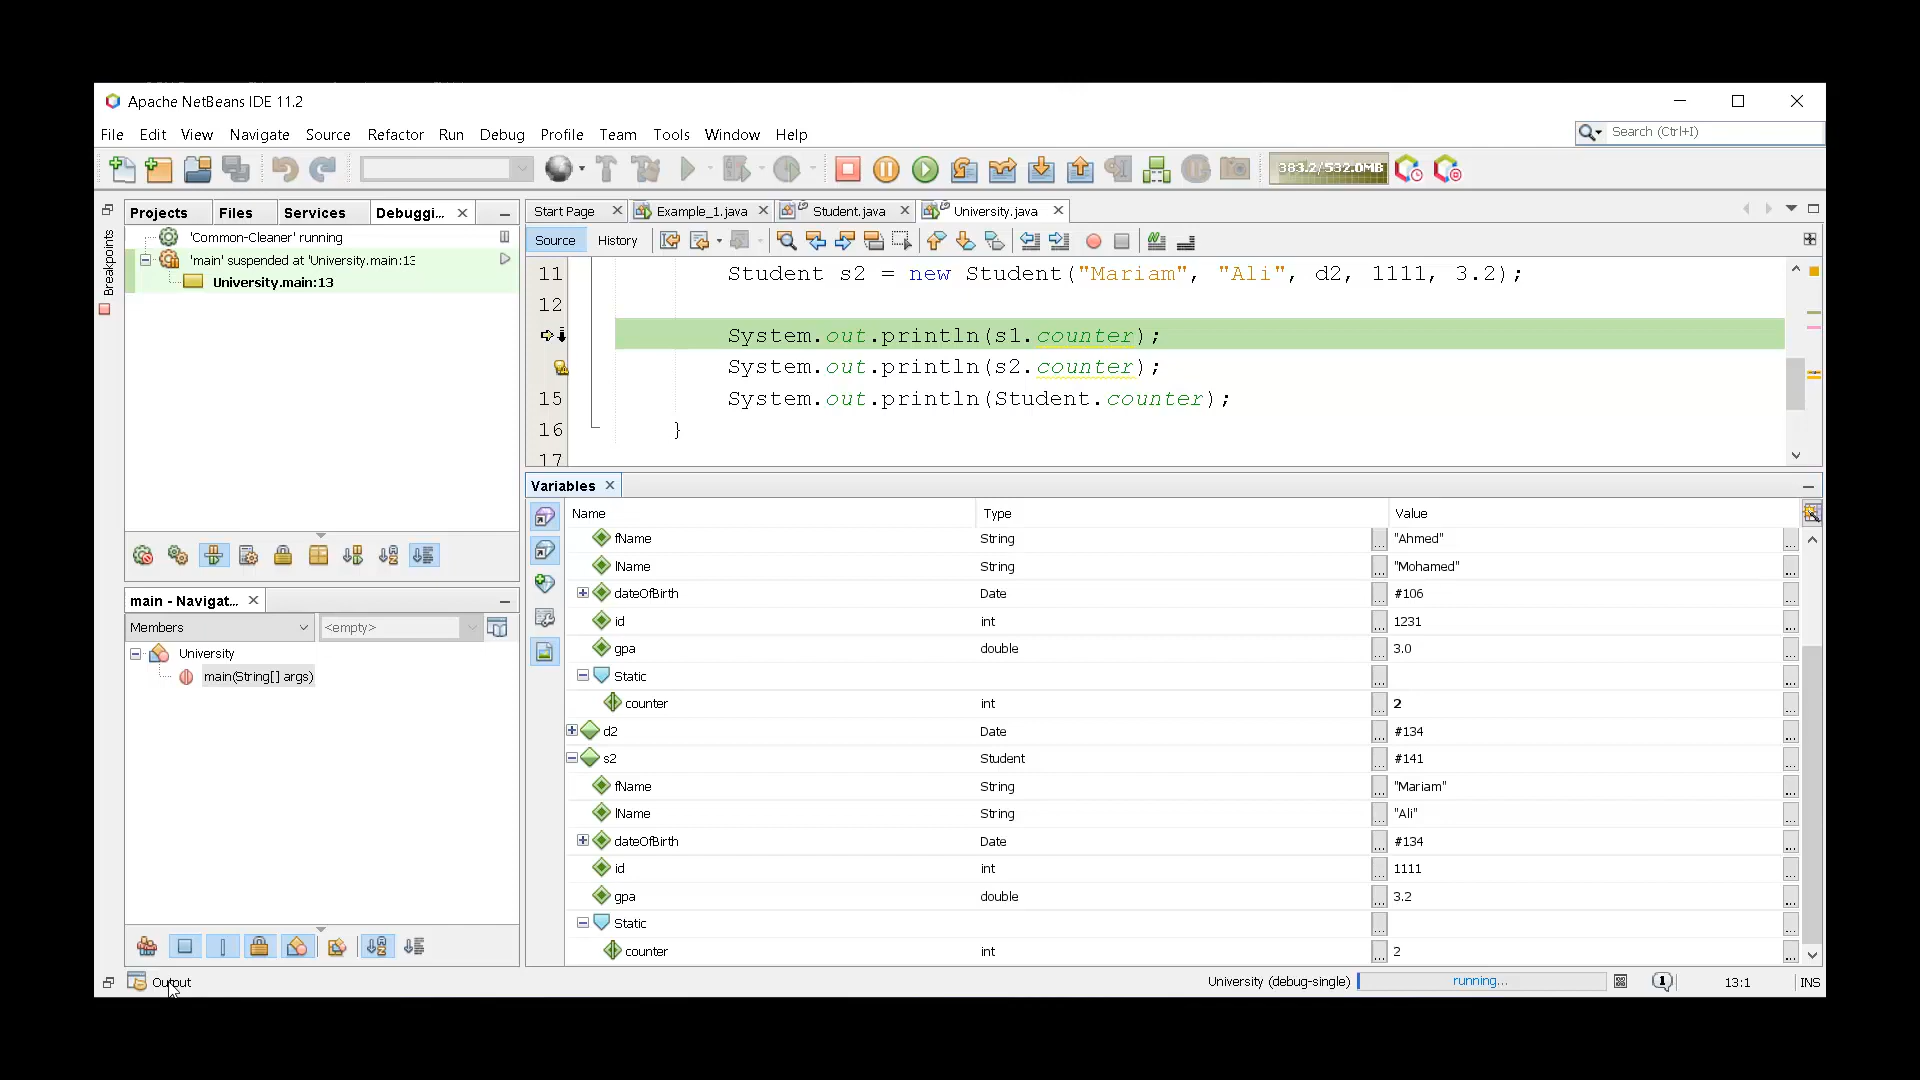 Apache NetBeans IDE 11.2
File Edit View Navigate Source Refactor Run Debug Profile Team Tools Window Help
Search (Ctrl+I)
383.2/532.0MB
Projects Files Services Debuggi...
Breakpoints
'Common-Cleaner' running
'main' suspended at 'University.main:13
University.main:13
Start Page Example_1.java Student.java University.java
Source History
11 Student s2 = new Student("Mariam", "Ali", d2, 1111, 3.2);
12
System.out.println(s1.counter);
System.out.println(s2.counter);
15 System.out.println(Student.counter);
16 }
17
main - Navigat...
Members <empty>
University
main(String[] args)
Variables
Name Type Value
fName String ... "Ahmed" ...
lName String ... "Mohamed" ...
dateOfBirth Date ... #106 ...
id int ... 1231 ...
gpa double ... 3.0 ...
Static ... ...
counter int ... 2 ...
d2 Date ... #134 ...
s2 Student ... #141 ...
fName String ... "Mariam" ...
lName String ... "Ali" ...
dateOfBirth Date ... #134 ...
id int ... 1111 ...
gpa double ... 3.2 ...
Static ... ...
counter int ... 2 ...
Output
University (debug-single) running... 1 13:1 INS